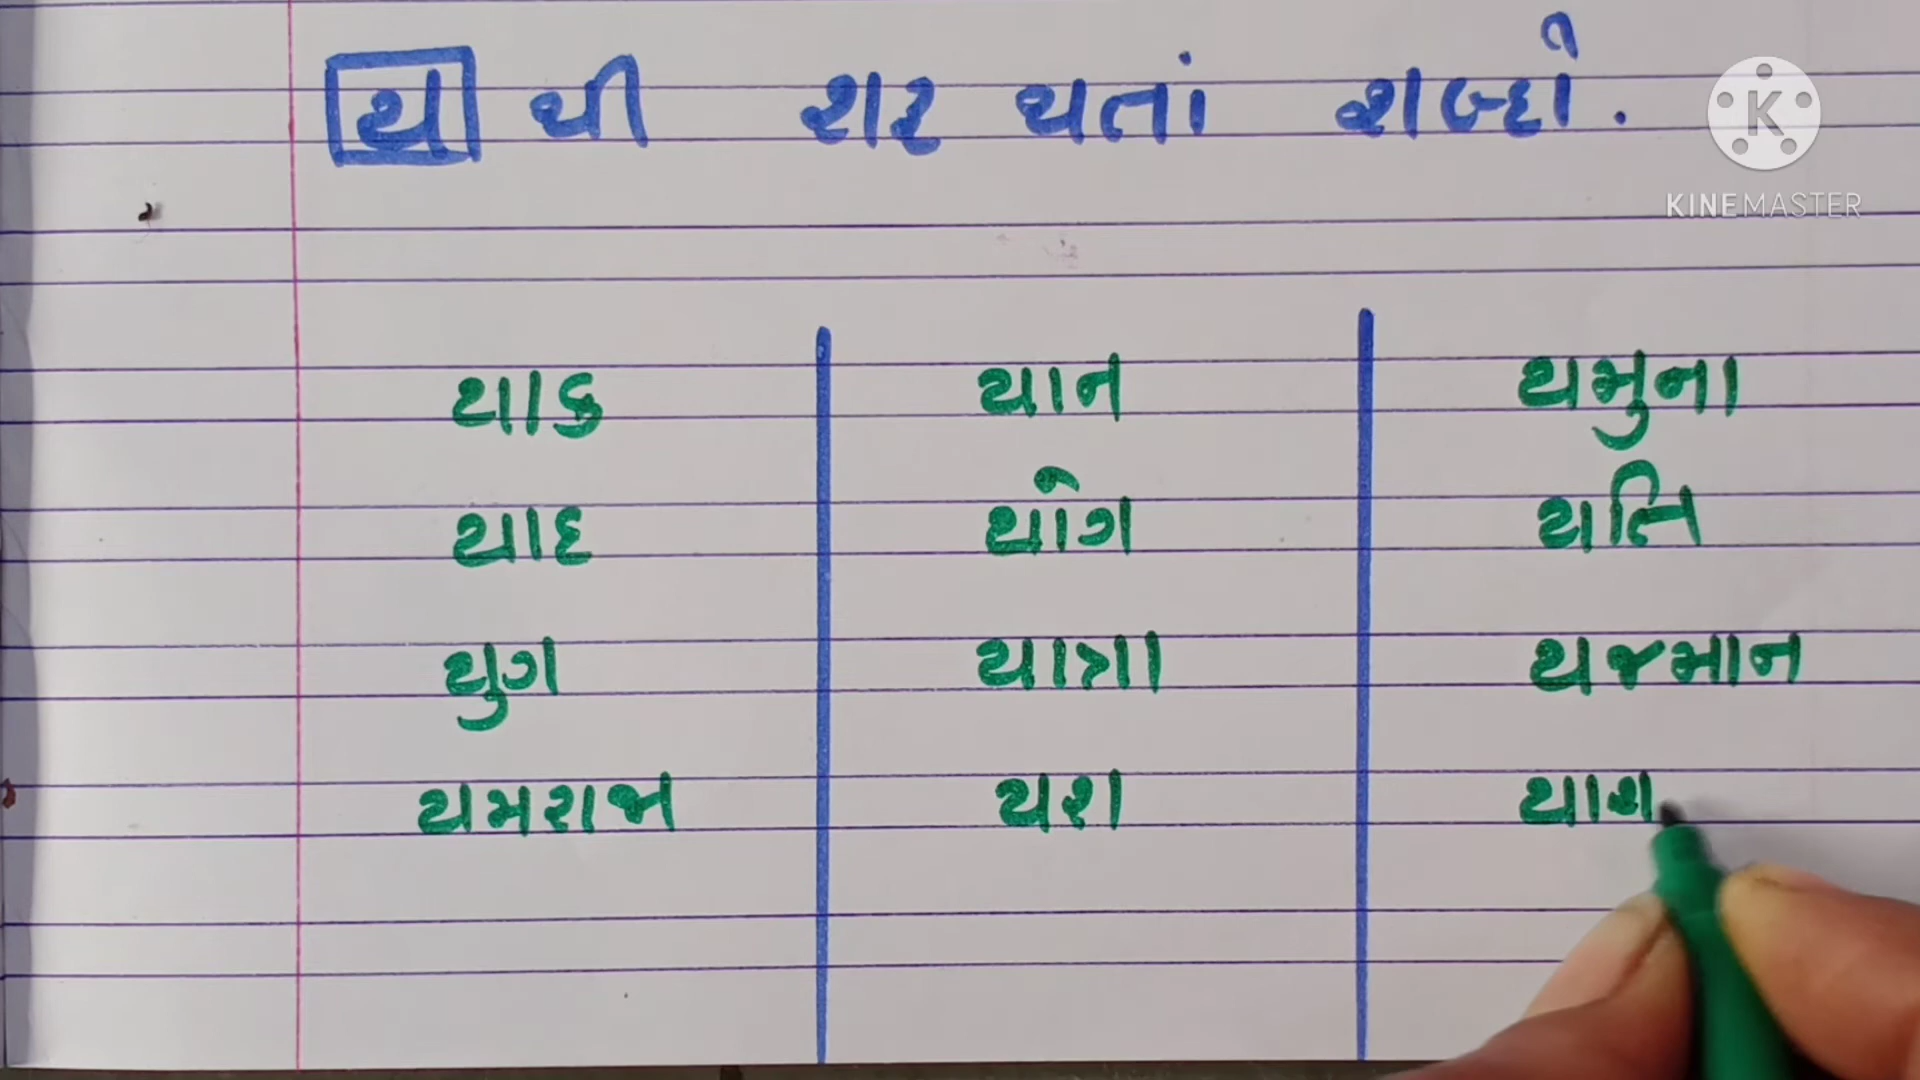 ય થી શરૂ થતાં શબ્દો.
KINEMASTER
યાક યાન યમુના
યાદ યોગ યતિ
યુગ યાત્રા યજમાન
યમરાજા યશ